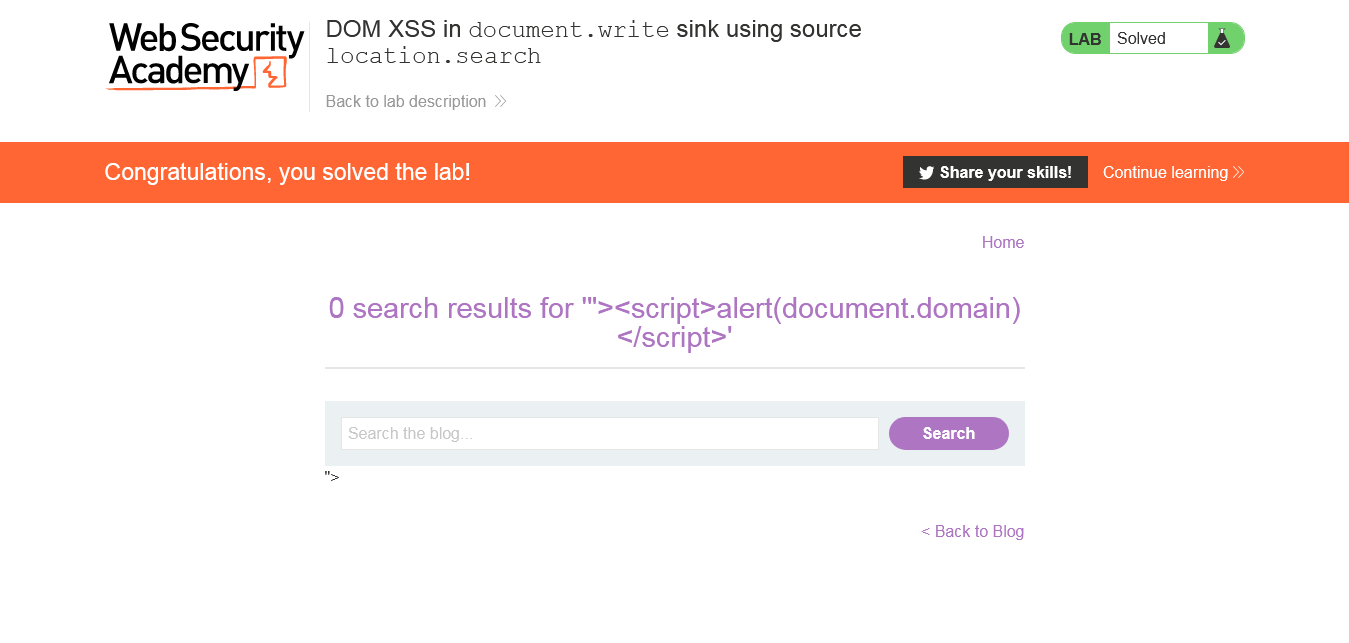 Web Security
Academy
DOM XSS in document.write sink using source
location.search
Back to lab description
LAB
Solved
Congratulations, you solved the lab!
Share your skills!
Continue learning
Home
0 search results for '"><script>alert(document.domain)
</script>'
Search the blog...
Search
">
< Back to Blog